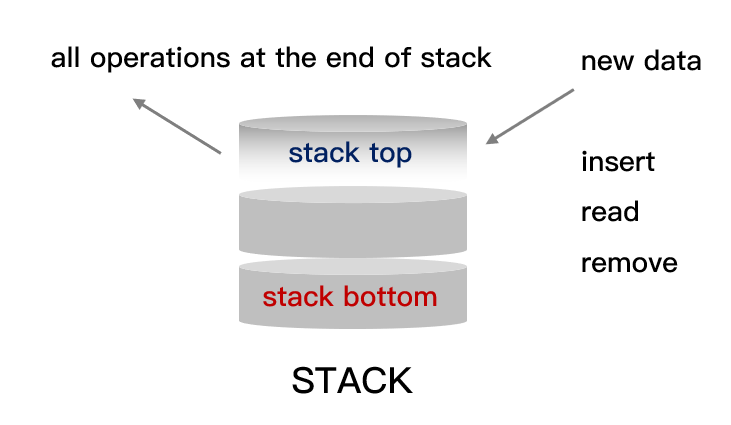 all operations at the end of stack
new data
stack top
insert
read
remove
stack bottom
STACK